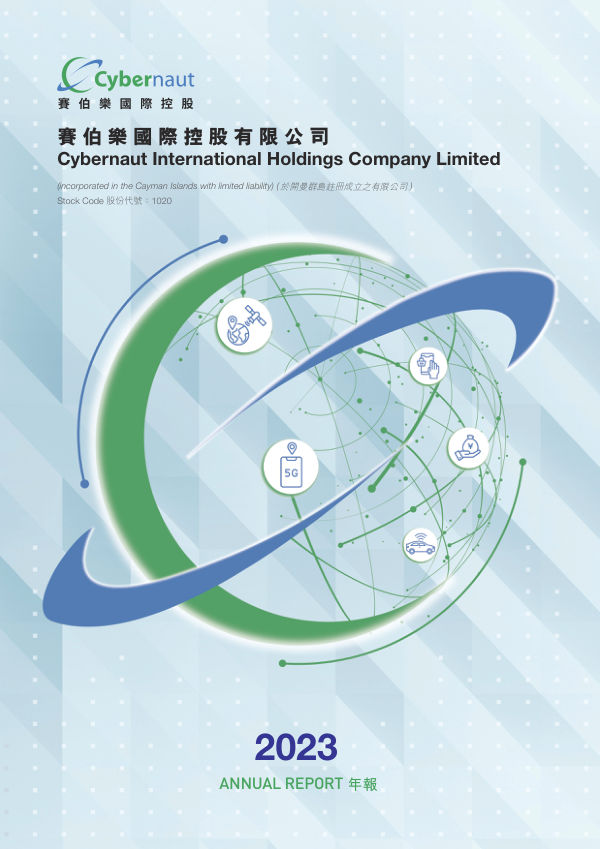 Cybernaut
賽伯樂國際控股
賽伯樂國際控股有限公司
Cybernaut International Holdings Company Limited
(incorporated in the Cayman Islands with limited liability) (於開曼群島註冊成立之有限公司)
Stock Code 股份代號：1020
¥
5G
2023
ANNUAL REPORT 年報